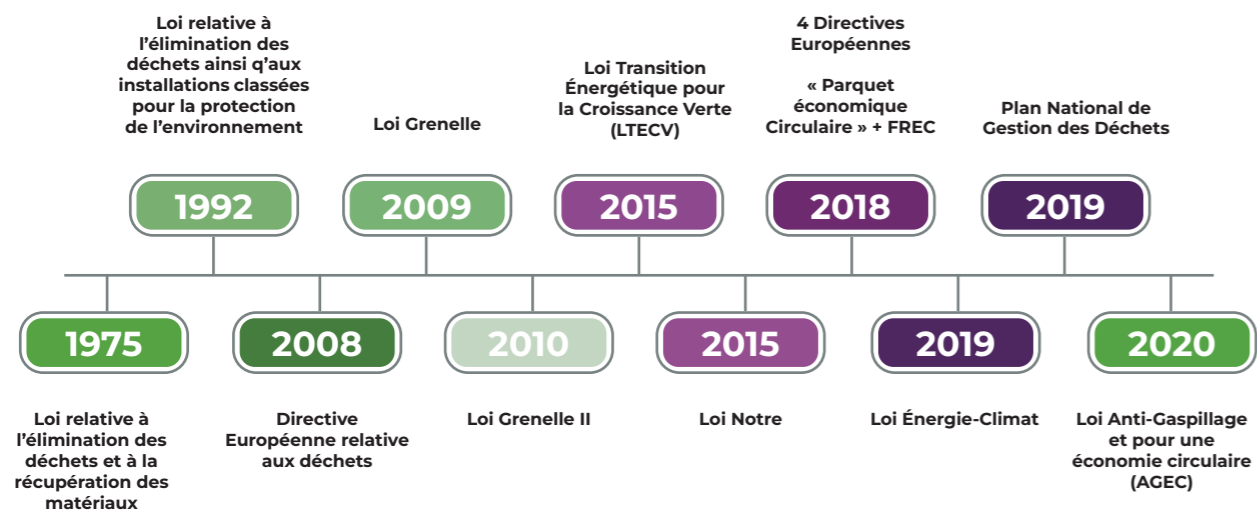 Loi relative à
l'élimination des
déchets ainsi q'aux
installations classées
pour la protection
de l'environnement
1992
Loi Grenelle
2009
Loi Transition
Énergétique pour
la Croissance Verte
(LTECV)
2015
4 Directives
Européennes
« Parquet
économique
Circulaire » + FREC
2018
Plan National de
Gestion des Déchets
2019
1975
Loi relative à
l'élimination des
déchets et à la
récupération des
matériaux
2008
Directive
Européenne relative
aux déchets
2010
Loi Grenelle II
2015
Loi Notre
2019
Loi Énergie-Climat
2020
Loi Anti-Gaspillage
et pour une
économie circulaire
(AGEC)